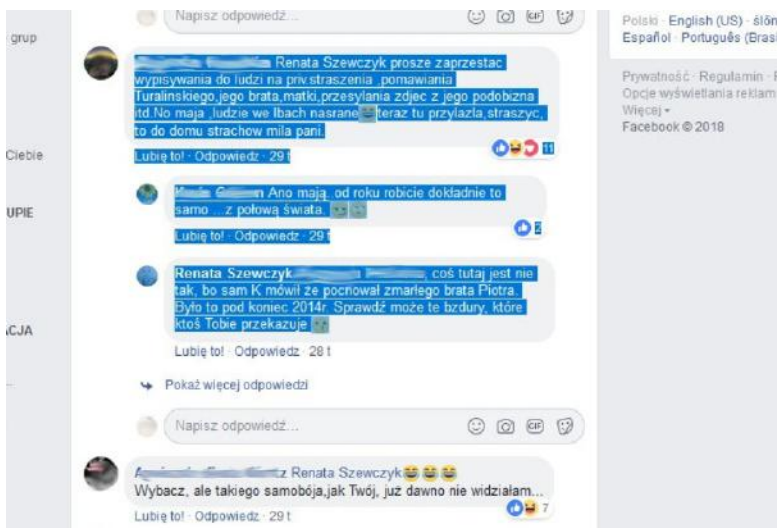 Napisz odpowiedź...
Polski · English (US) · ślōn
Español · Português (Brasi
grup
Renata Szewczyk prosze zaprzestac
wypisywania do ludzi na priv.straszenia ,pomawiania
Turalinskiego,jego brata,matki,przesylania zdjec z jego podobizna
itd.No maja ,ludzie we lbach nasrane teraz tu przylazla,straszyc,
to do domu strachow mila pani.
Lubię to! · Odpowiedz · 29 t
11
Prywatność · Regulamin ·
Opcje wyświetlania reklam
Więcej
Facebook © 2018
Ciebie
Ano mają..od roku robicie dokładnie to
samo ...z połową świata.
Lubię to! · Odpowiedz · 29 t
2
UPIE
Renata Szewczyk , coś tutaj jest nie
tak, bo sam K mówił że pochował zmarłego brata Piotra.
Było to pod koniec 2014r. Sprawdź może te bzdury, które
ktoś Tobie przekazuje
Lubię to! · Odpowiedz · 28 t
ACJA
Pokaż więcej odpowiedzi
Napisz odpowiedź...
Renata Szewczyk
Wybacz, ale takiego samobója,jak Twój, już dawno nie widziałam...
Lubię to! · Odpowiedz · 29 t
7